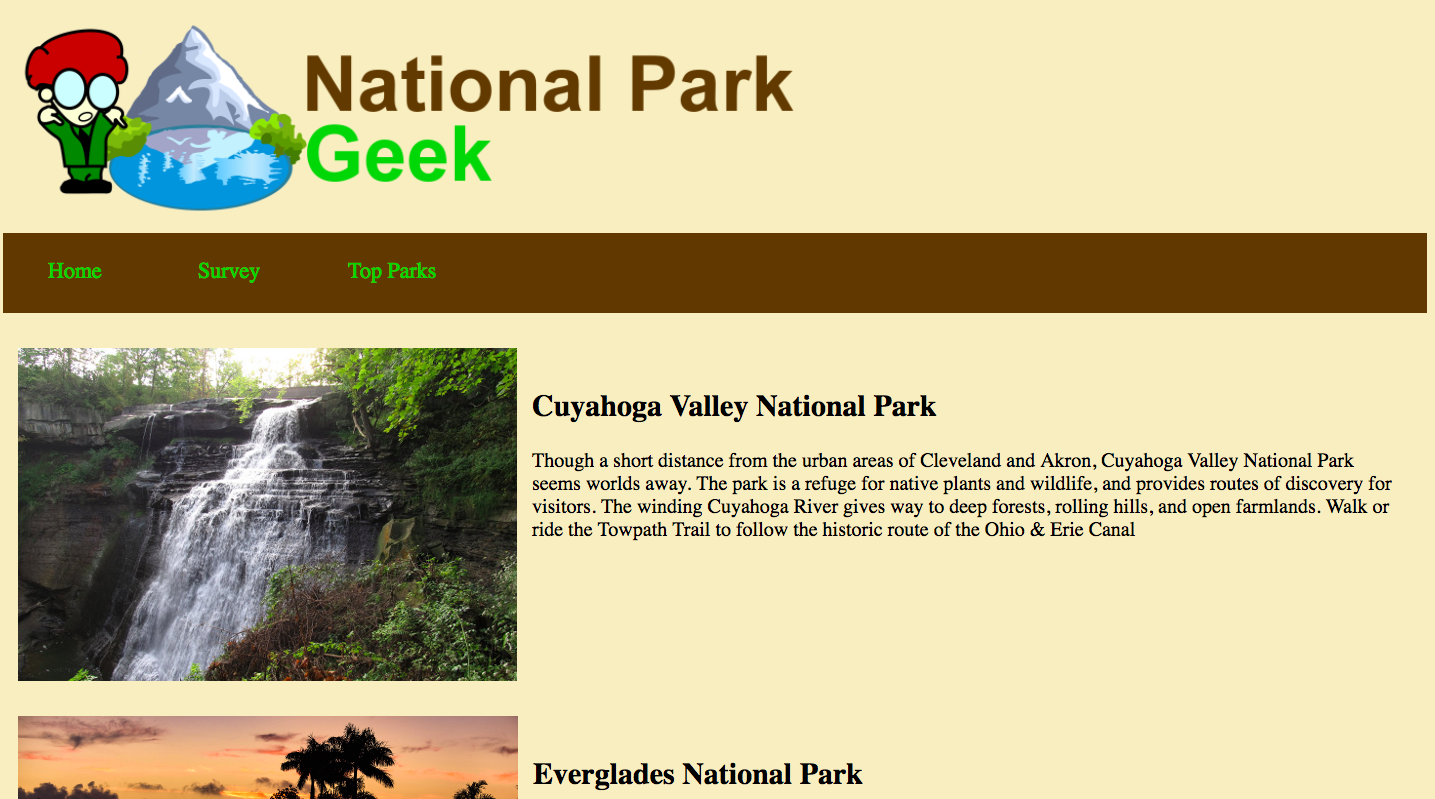 National Park
Geek
Home Survey Top Parks
Cuyahoga Valley National Park
Though a short distance from the urban areas of Cleveland and Akron, Cuyahoga Valley National Park
seems worlds away. The park is a refuge for native plants and wildlife, and provides routes of discovery for
visitors. The winding Cuyahoga River gives way to deep forests, rolling hills, and open farmlands. Walk or
ride the Towpath Trail to follow the historic route of the Ohio & Erie Canal
Everglades National Park